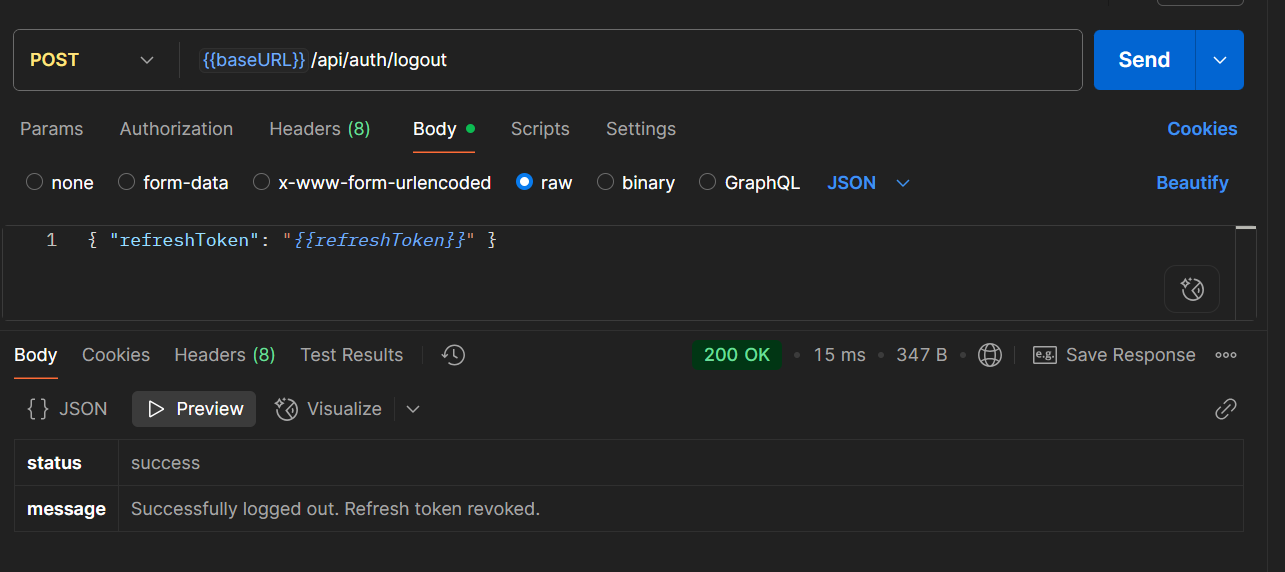 POST {{baseURL}} /api/auth/logout Send
Params Authorization Headers (8) Body Scripts Settings Cookies
none form-data x-www-form-urlencoded raw binary GraphQL JSON Beautify
1 { "refreshToken": "{{refreshToken}}" }
Body Cookies Headers (8) Test Results 200 OK • 15 ms • 347 B • e.g. Save Response
{} JSON Preview Visualize
status success
message Successfully logged out. Refresh token revoked.